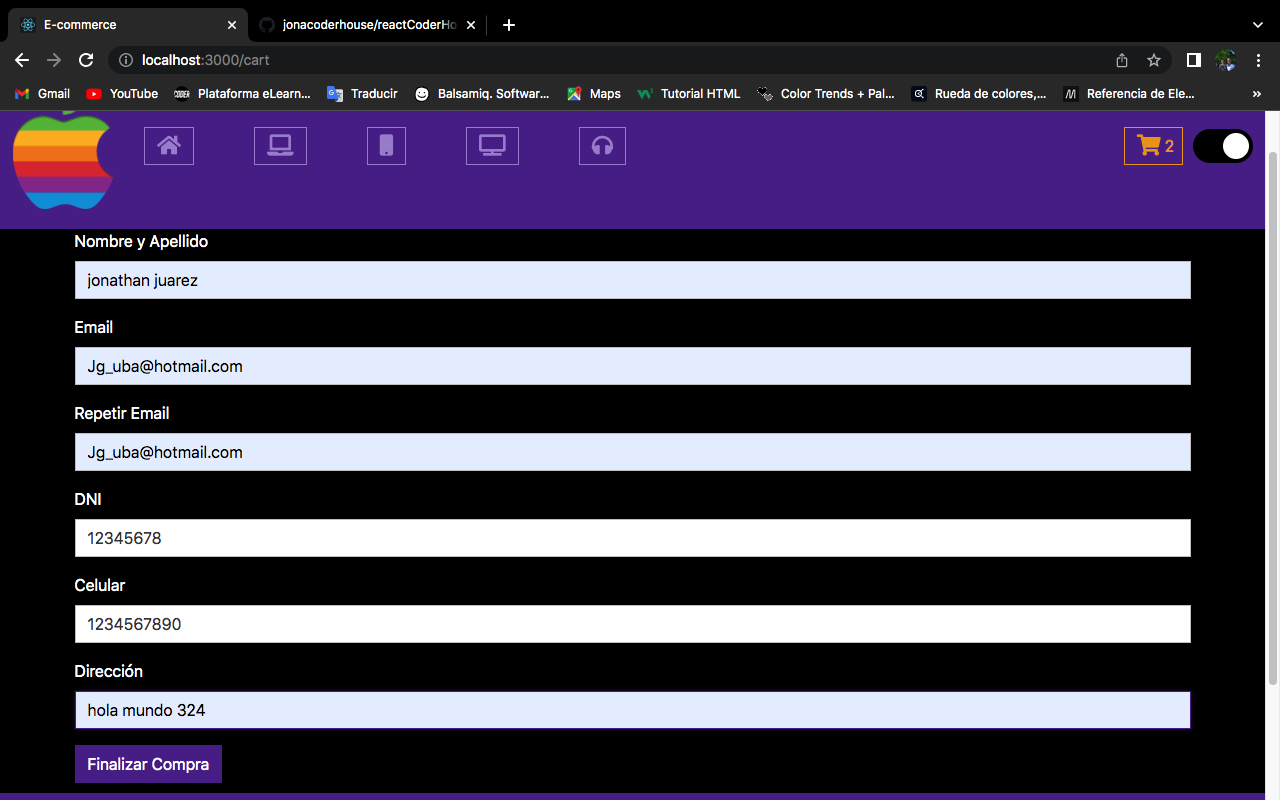 E-commerce
jonacoderhouse/reactCoderHo
localhost:3000/cart
Gmail YouTube CODER Plataforma eLearn... Traducir Balsamiq. Softwar... Maps Tutorial HTML Color Trends + Pal... Rueda de colores,... Referencia de Ele... »
2
Nombre y Apellido
jonathan juarez
Email
Jg_uba@hotmail.com
Repetir Email
Jg_uba@hotmail.com
DNI
12345678
Celular
1234567890
Dirección
hola mundo 324
Finalizar Compra